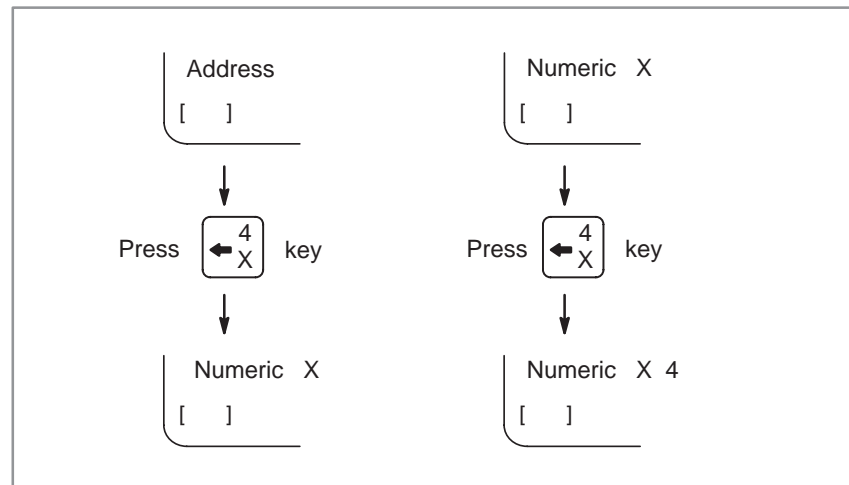 Address
[ ]
Press 4 X key
Numeric X
[ ]
Numeric X
[ ]
Press 4 X key
Numeric X 4
[ ]